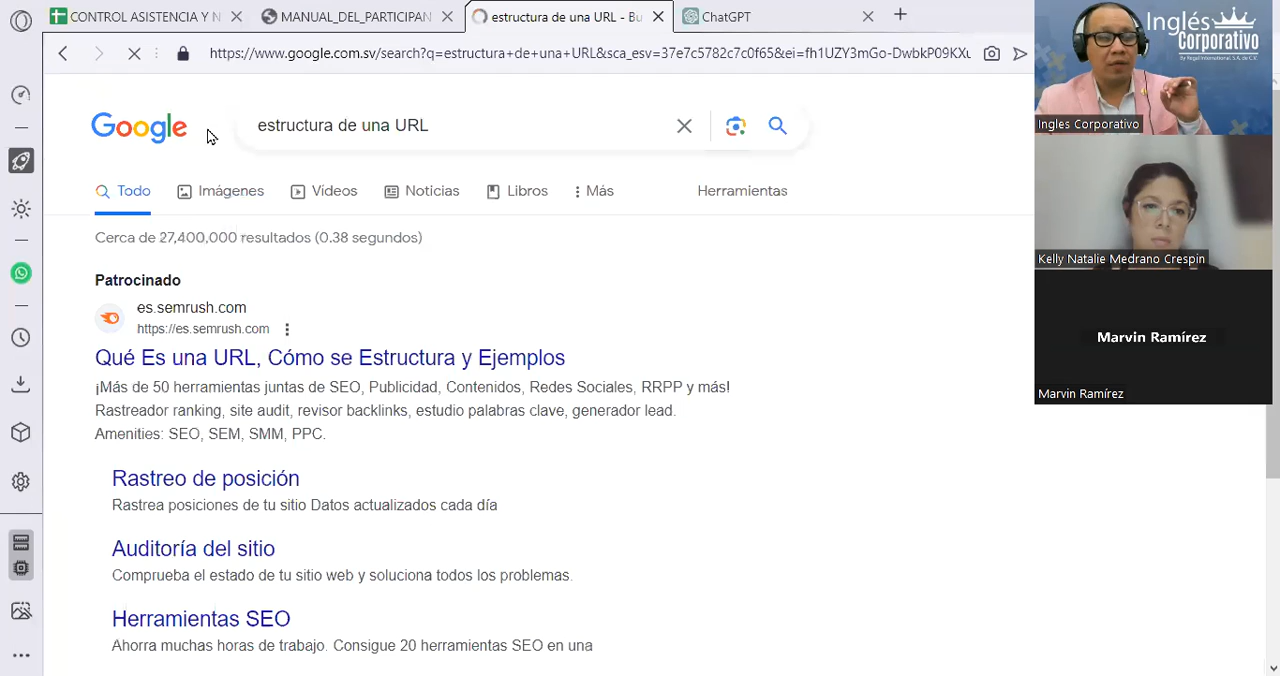 CONTROL ASISTENCIA Y N
MANUAL_DEL_PARTICIPAN
estructura de una URL - Bu
ChatGPT
https://www.google.com.sv/search?q=estructura+de+una+URL&sca_esv=37e7c5782c7c0f65&ei=fh1UZY3mGo-DwbkP09KXu
Google
estructura de una URL
Todo
Imágenes
Videos
Noticias
Libros
Más
Herramientas
Cerca de 27,400,000 resultados (0.38 segundos)
Patrocinado
es.semrush.com
https://es.semrush.com
Qué Es una URL, Cómo se Estructura y Ejemplos
¡Más de 50 herramientas juntas de SEO, Publicidad, Contenidos, Redes Sociales, RRPP y más!
Rastreador ranking, site audit, revisor backlinks, estudio palabras clave, generador lead.
Amenities: SEO, SEM, SMM, PPC.
Rastreo de posición
Rastrea posiciones de tu sitio Datos actualizados cada día
Auditoría del sitio
Comprueba el estado de tu sitio web y soluciona todos los problemas.
Herramientas SEO
Ahorra muchas horas de trabajo. Consigue 20 herramientas SEO en una
Inglés
Corporativo
By Regal International, S.A. de C.V.
Ingles Corporativo
Kelly Natalie Medrano Crespin
Marvin Ramírez
Marvin Ramírez